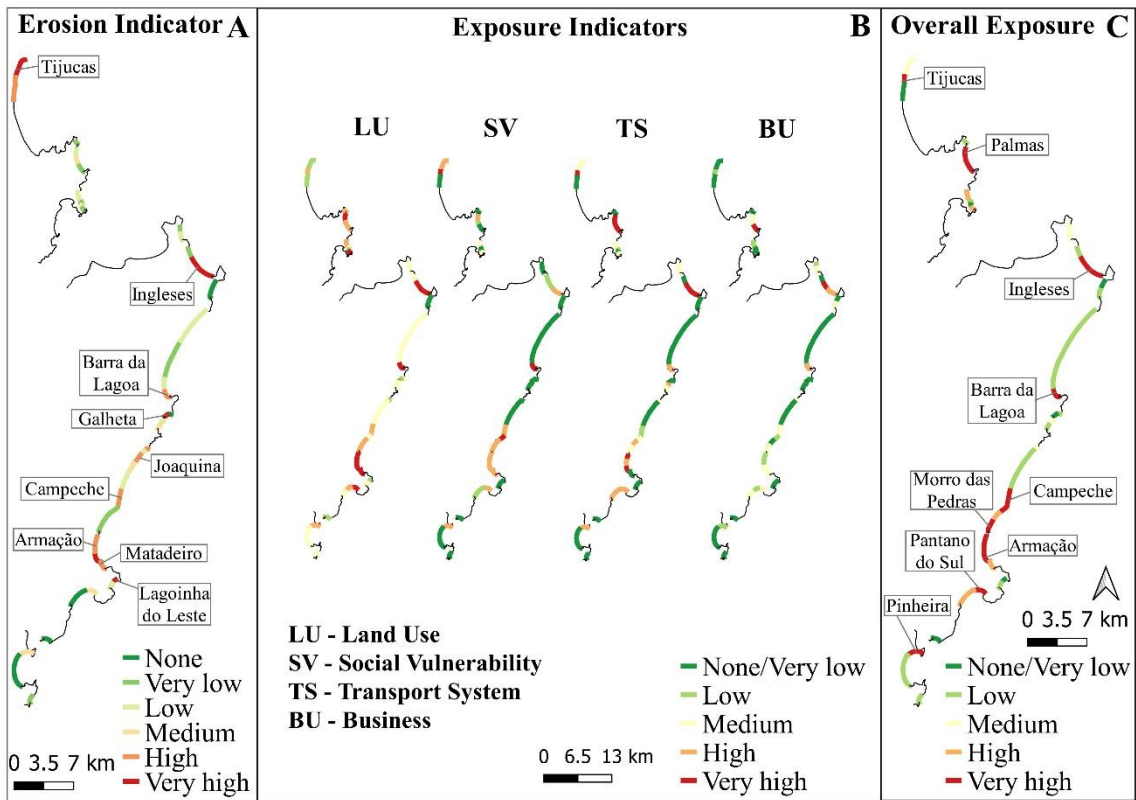 Erosion Indicator A
Tijucas
Ingleses
Barra da
Lagoa
Galheta
Joaquina
Campeche
Armação
Matadeiro
Lagoinha
do Leste
None
Very low
Low
Medium
High
Very high
0 3.5 7 km
Exposure Indicators B
LU SV TS BU
LU - Land Use
SV - Social Vulnerability
TS - Transport System
BU - Business
None/Very low
Low
Medium
High
Very high
0 6.5 13 km
Overall Exposure C
Tijucas
Palmas
Ingleses
Barra da
Lagoa
Morro das
Pedras
Campeche
Pantano
do Sul
Armação
Pinheira
0 3.5 7 km
None/Very low
Low
Medium
High
Very high